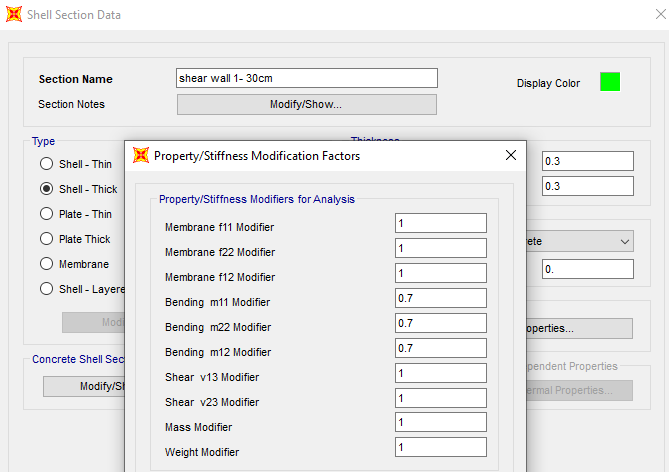 Shell Section Data
Section Name shear wall 1- 30cm Display Color
Section Notes Modify/Show...
Type
Shell - Thin 0.3
Shell - Thick 0.3
Plate - Thin
Plate Thick
Membrane 0.
Shell - Layere
Concrete Shell Sec
Modify/Sh
operties...
pendent Properties
ermal Properties...
Property/Stiffness Modification Factors
Property/Stiffness Modifiers for Analysis
Membrane f11 Modifier 1
Membrane f22 Modifier 1
Membrane f12 Modifier 1
Bending m11 Modifier 0.7
Bending m22 Modifier 0.7
Bending m12 Modifier 0.7
Shear v13 Modifier 1
Shear v23 Modifier 1
Mass Modifier 1
Weight Modifier 1